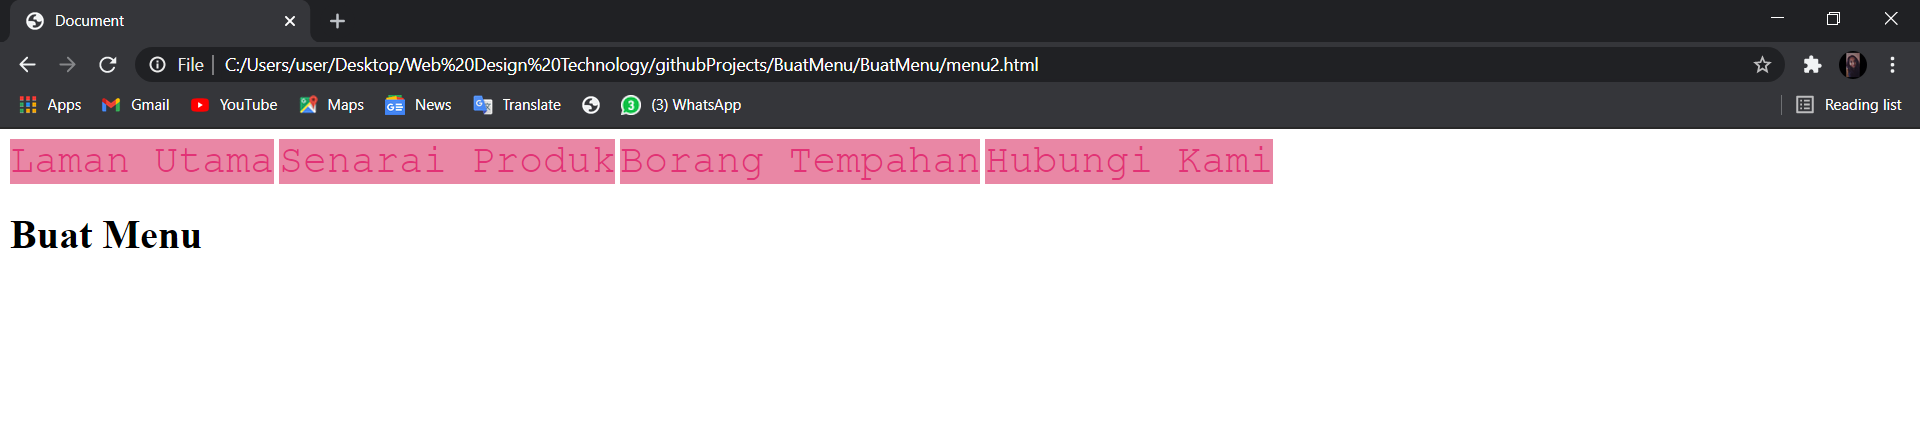 Document
File C:/Users/user/Desktop/Web%20Design%20Technology/githubProjects/BuatMenu/BuatMenu/menu2.html
Apps Gmail YouTube Maps News Translate (3) WhatsApp Reading list
Laman Utama Senarai Produk Borang Tempahan Hubungi Kami
Buat Menu